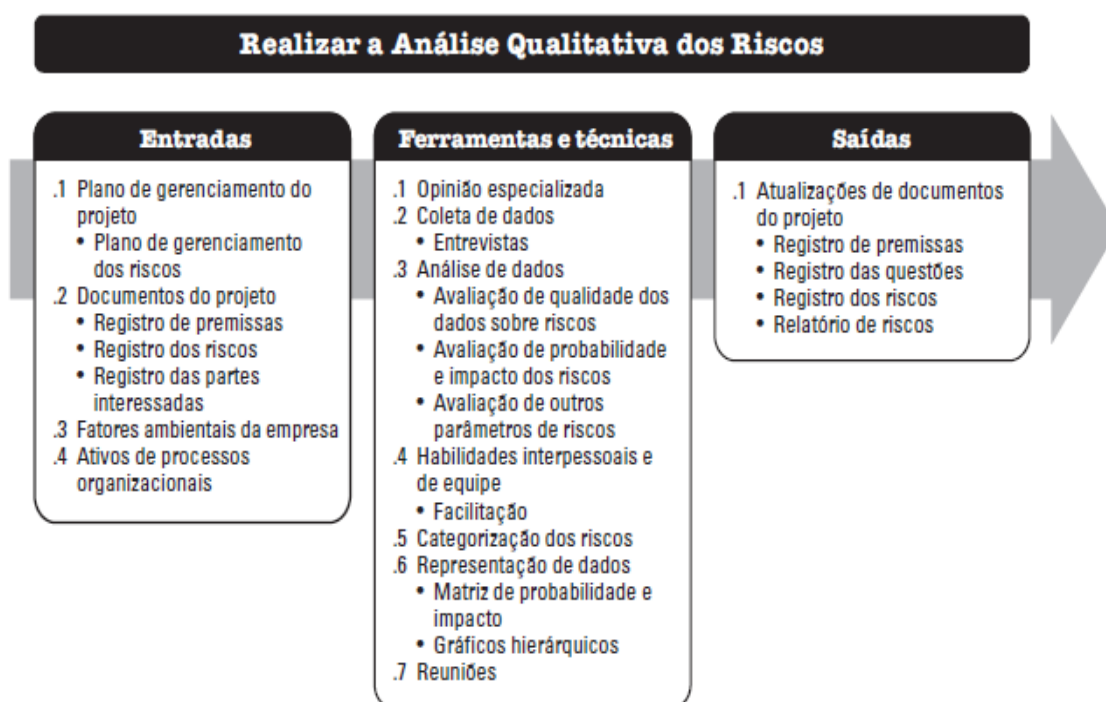 Realizar a Análise Qualitativa dos Riscos
Entradas
.1 Plano de gerenciamento do
projeto
• Plano de gerenciamento
dos riscos
.2 Documentos do projeto
• Registro de premissas
• Registro dos riscos
• Registro das partes
interessadas
.3 Fatores ambientais da empresa
.4 Ativos de processos
organizacionais
Ferramentas e técnicas
.1 Opinião especializada
.2 Coleta de dados
• Entrevistas
.3 Análise de dados
• Avaliação de qualidade dos
dados sobre riscos
• Avaliação de probabilidade
e impacto dos riscos
• Avaliação de outros
parâmetros de riscos
.4 Habilidades interpessoais e
de equipe
• Facilitação
.5 Categorização dos riscos
.6 Representação de dados
• Matriz de probabilidade e
impacto
• Gráficos hierárquicos
.7 Reuniões
Saídas
.1 Atualizações de documentos
do projeto
• Registro de premissas
• Registro das questões
• Registro dos riscos
• Relatório de riscos